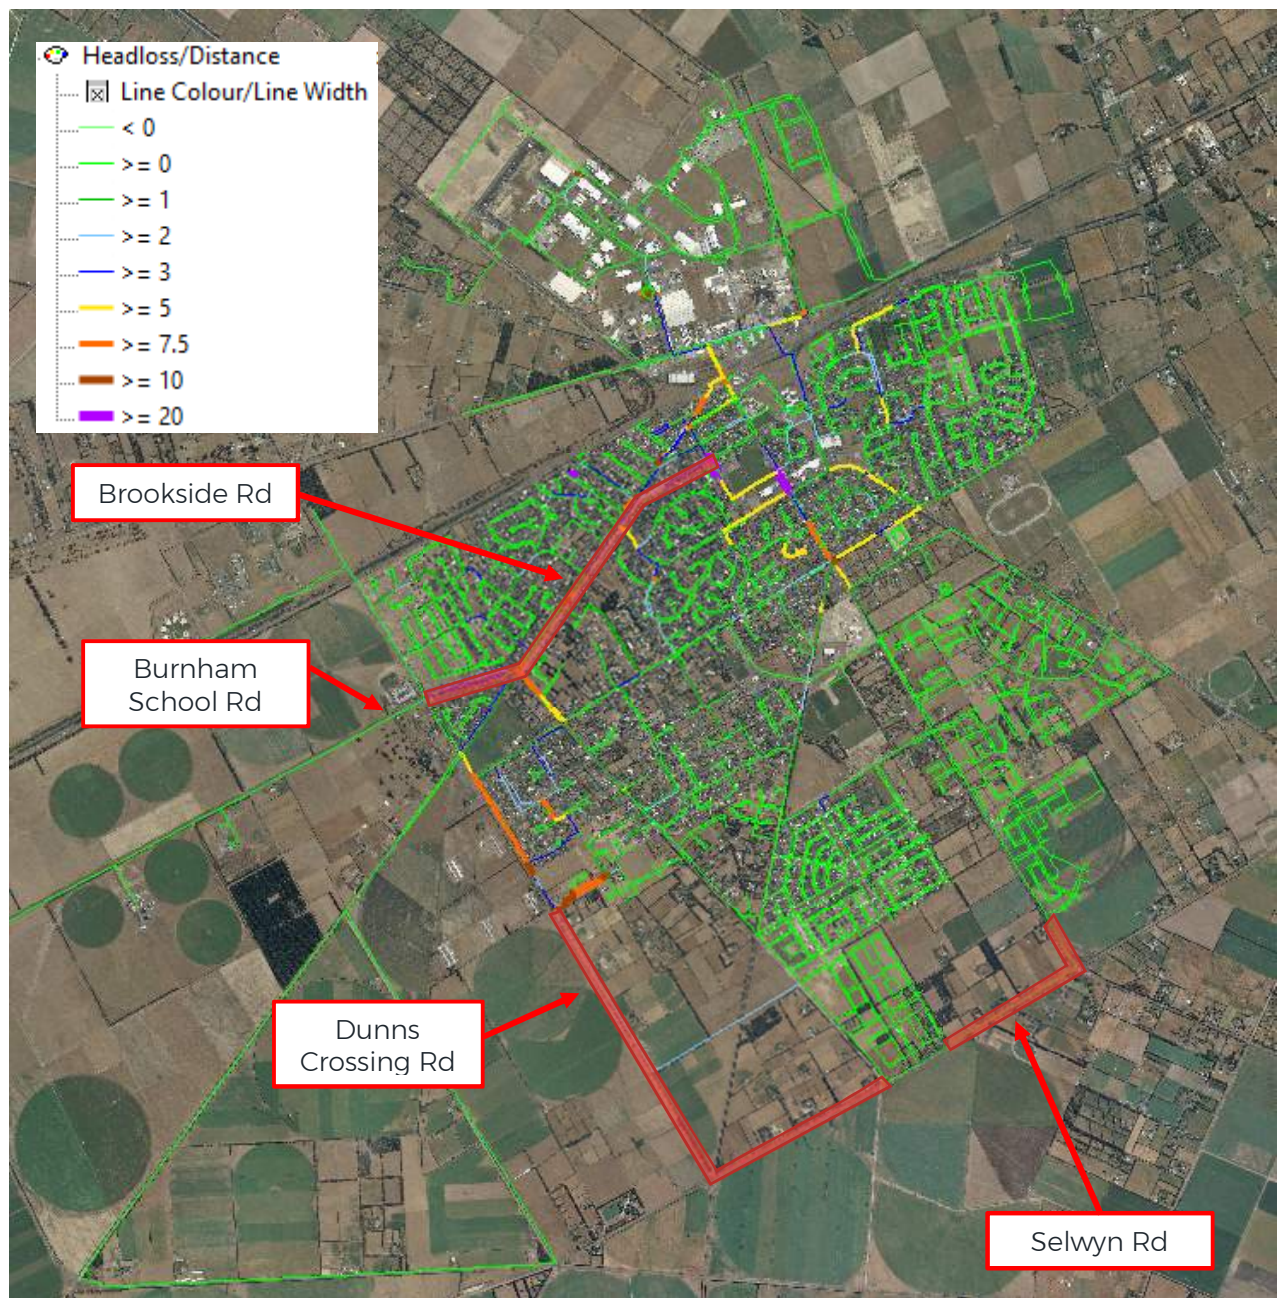 Headloss/Distance
Line Colour/Line Width
< 0
>= 0
>= 1
>= 2
>= 3
>= 5
>= 7.5
>= 10
>= 20
Brookside Rd
Burnham
School Rd
Dunns
Crossing Rd
Selwyn Rd